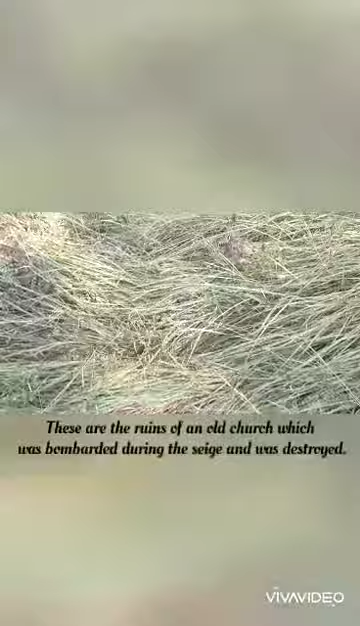 These are the ruins of an old church which
was bombarded during the seige and was destroyed.
VIVAVIDEO